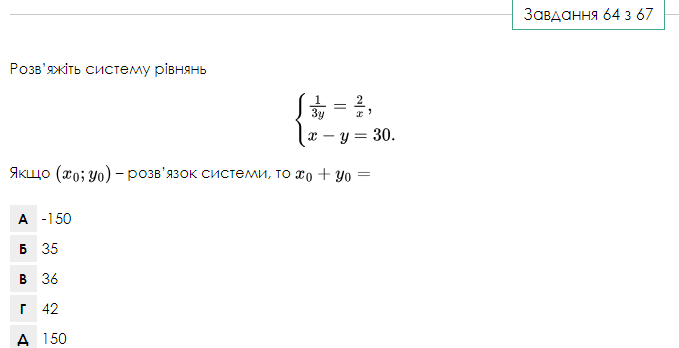 Завдання 64 з 67
Розв'яжіть систему рівнянь
{ 1/3y = 2/x,
x − y = 30.
Якщо (x₀; y₀) – розв'язок системи, то x₀ + y₀ =
А -150
Б 35
В 36
Г 42
Д 150